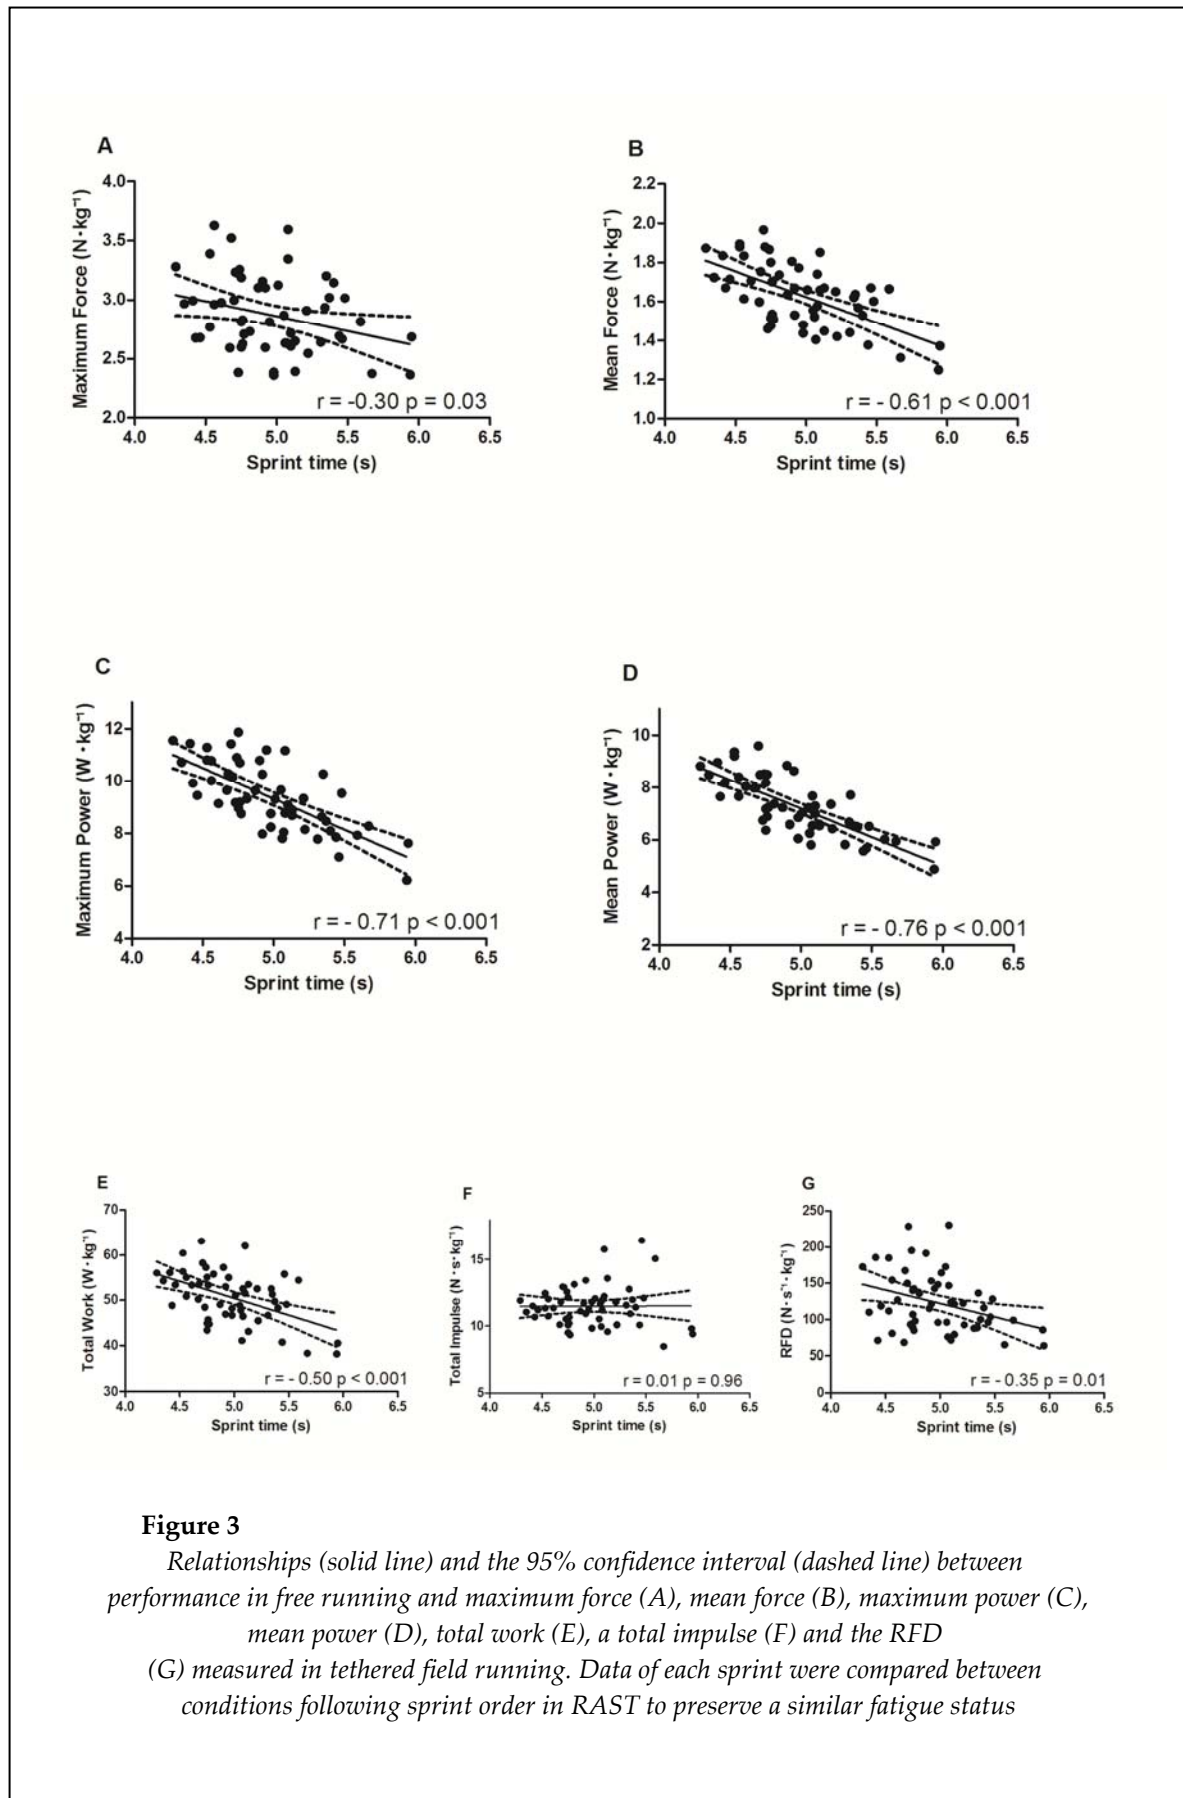 A
4.0
3.5
3.0
2.5
2.0
Maximum Force (N·kg⁻¹)
r = -0.30 p = 0.03
4.0 4.5 5.0 5.5 6.0 6.5
Sprint time (s)
B
2.2
2.0
1.8
1.6
1.4
1.2
1.0
Mean Force (N·kg⁻¹)
r = - 0.61 p < 0.001
4.0 4.5 5.0 5.5 6.0 6.5
Sprint time (s)
C
12
10
8
6
4
Maximum Power (W·kg⁻¹)
r = - 0.71 p < 0.001
4.0 4.5 5.0 5.5 6.0 6.5
Sprint time (s)
D
10
8
6
4
2
Mean Power (W·kg⁻¹)
r = - 0.76 p < 0.001
4.0 4.5 5.0 5.5 6.0 6.5
Sprint time (s)
E
70
60
50
40
30
Total Work (W·kg⁻¹)
r = - 0.50 p < 0.001
4.0 4.5 5.0 5.5 6.0 6.5
Sprint time (s)
F
15
10
5
Total Impulse (N·s·kg⁻¹)
r = 0.01 p = 0.96
4.0 4.5 5.0 5.5 6.0 6.5
Sprint time (s)
G
250
200
150
100
50
0
RFD (N·s⁻¹·kg⁻¹)
r = - 0.35 p = 0.01
4.0 4.5 5.0 5.5 6.0 6.5
Sprint time (s)
Figure 3
Relationships (solid line) and the 95% confidence interval (dashed line) between
performance in free running and maximum force (A), mean force (B), maximum power (C),
mean power (D), total work (E), a total impulse (F) and the RFD
(G) measured in tethered field running. Data of each sprint were compared between
conditions following sprint order in RAST to preserve a similar fatigue status